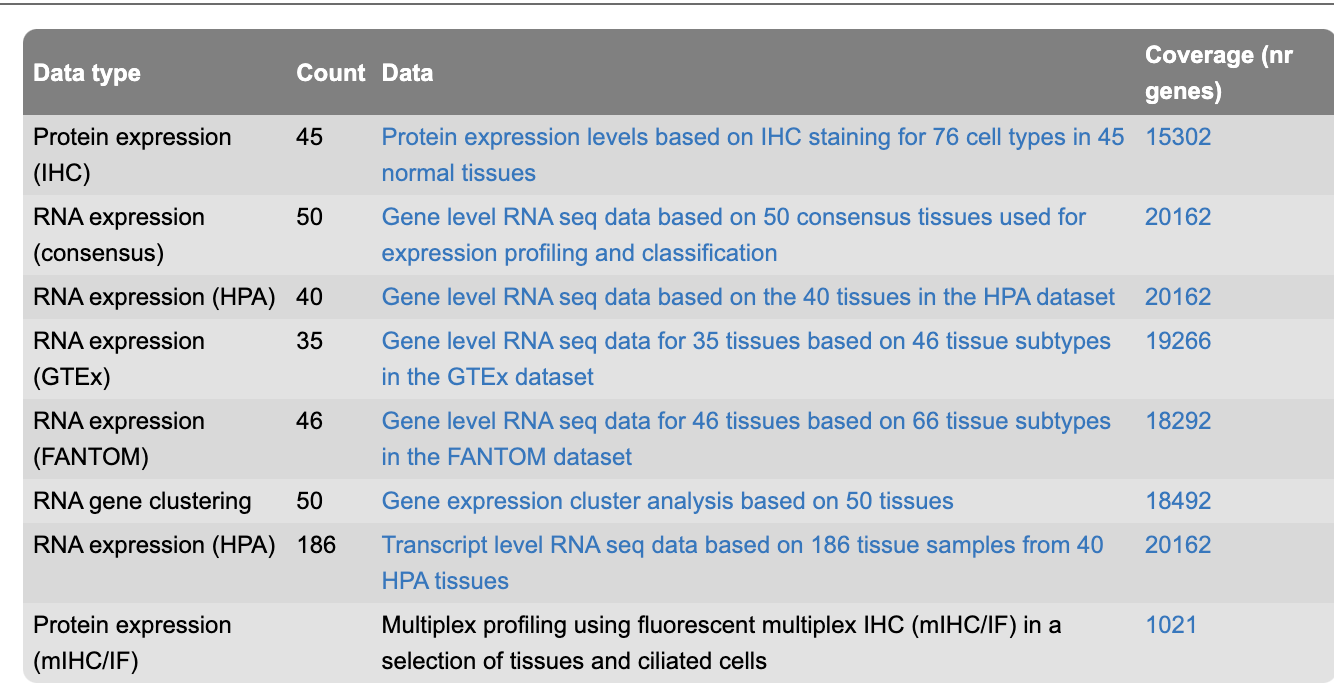 Data type Count Data Coverage (nr
genes)
Protein expression 45 Protein expression levels based on IHC staining for 76 cell types in 45 15302
(IHC) normal tissues
RNA expression 50 Gene level RNA seq data based on 50 consensus tissues used for 20162
(consensus) expression profiling and classification
RNA expression (HPA) 40 Gene level RNA seq data based on the 40 tissues in the HPA dataset 20162
RNA expression 35 Gene level RNA seq data for 35 tissues based on 46 tissue subtypes 19266
(GTEx) in the GTEx dataset
RNA expression 46 Gene level RNA seq data for 46 tissues based on 66 tissue subtypes 18292
(FANTOM) in the FANTOM dataset
RNA gene clustering 50 Gene expression cluster analysis based on 50 tissues 18492
RNA expression (HPA) 186 Transcript level RNA seq data based on 186 tissue samples from 40 20162
HPA tissues
Protein expression Multiplex profiling using fluorescent multiplex IHC (mIHC/IF) in a 1021
(mIHC/IF) selection of tissues and ciliated cells